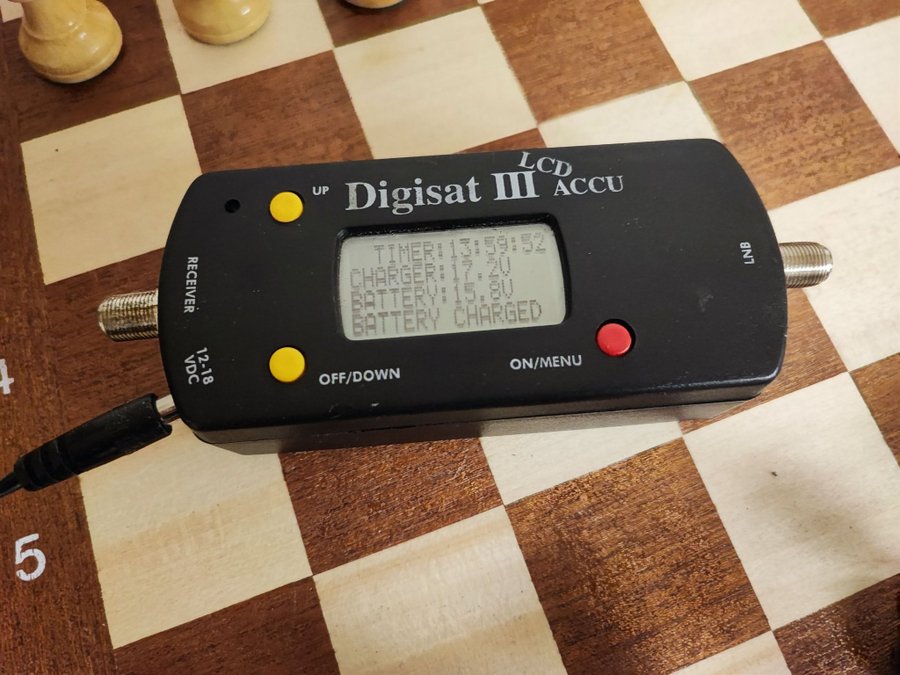 UP
Digisat III LCD ACCU
TIMER:13:59:52
CHARGER:17.2V
BATTERY:15.8V
BATTERY CHARGED
RECEIVER
LNB
12-18 VDC
OFF/DOWN
ON/MENU
4
5